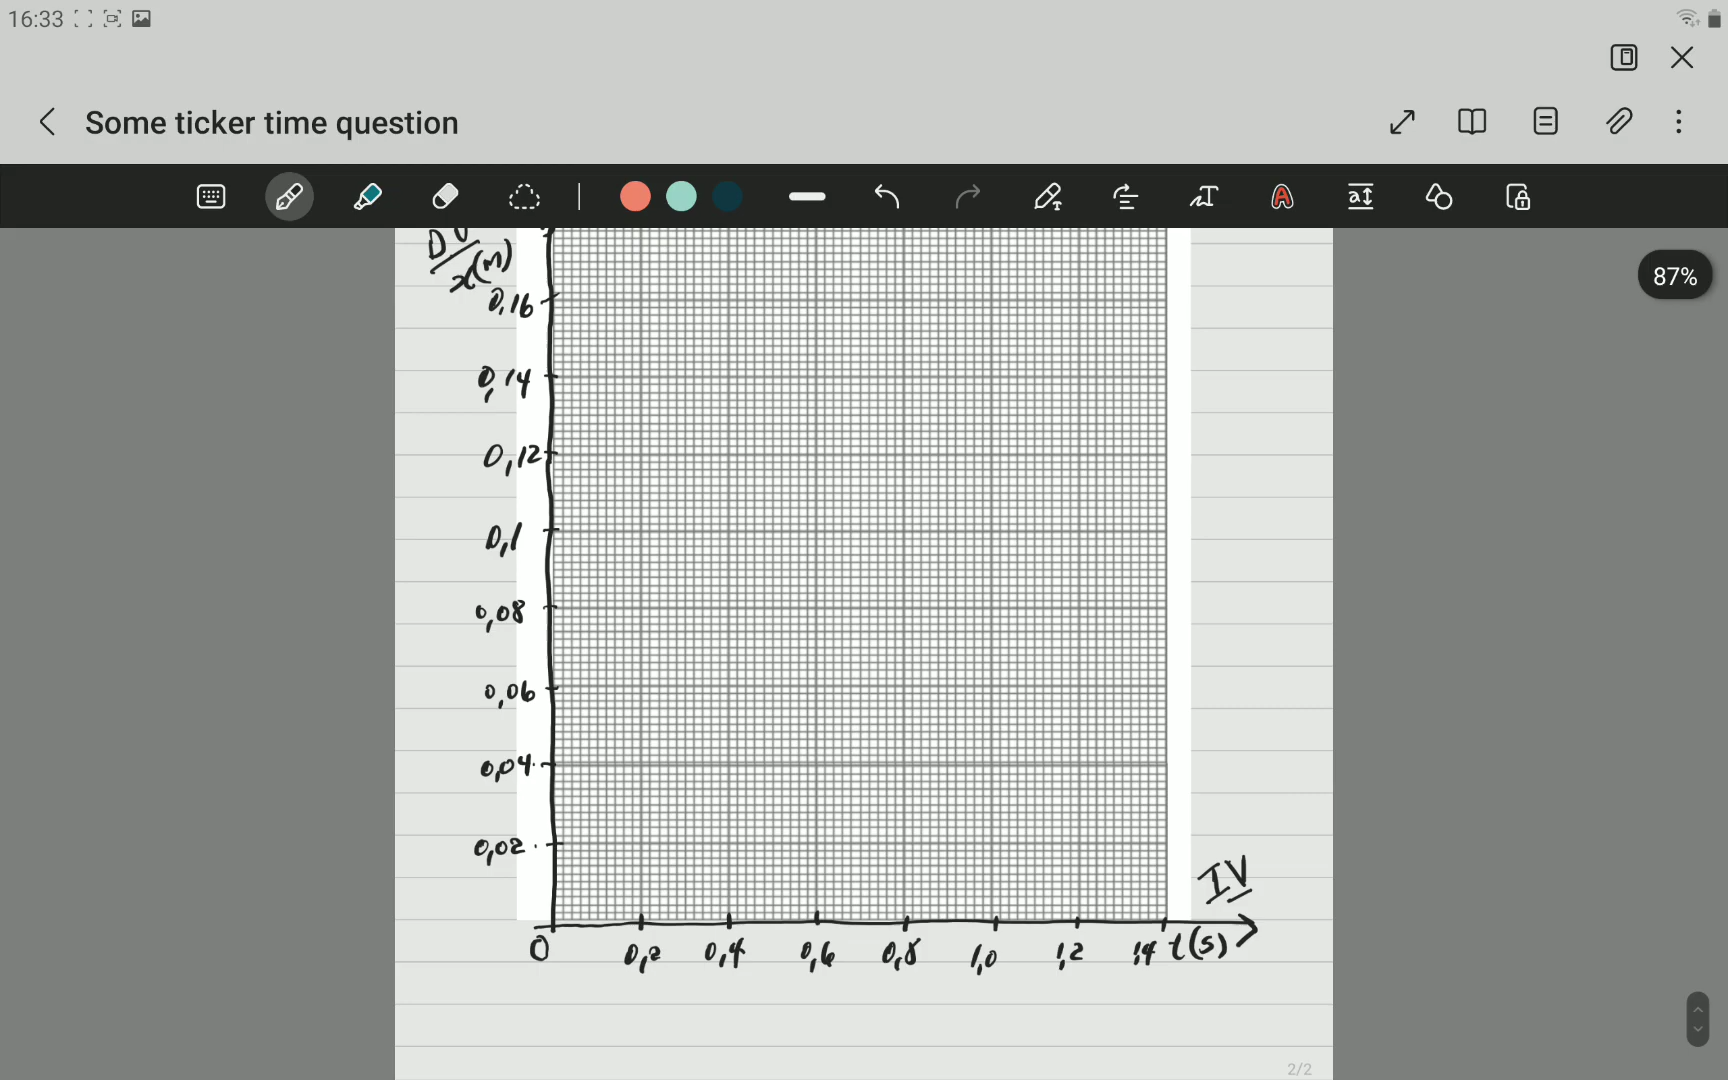 16:33
Some ticker time question
87%
DV
x(m)
0,16
0,14
0,12
0,1
0,08
0,06
0,04
0,02
IV
0 0,2 0,4 0,6 0,8 1,0 1,2 1,4 t(s)
2/2